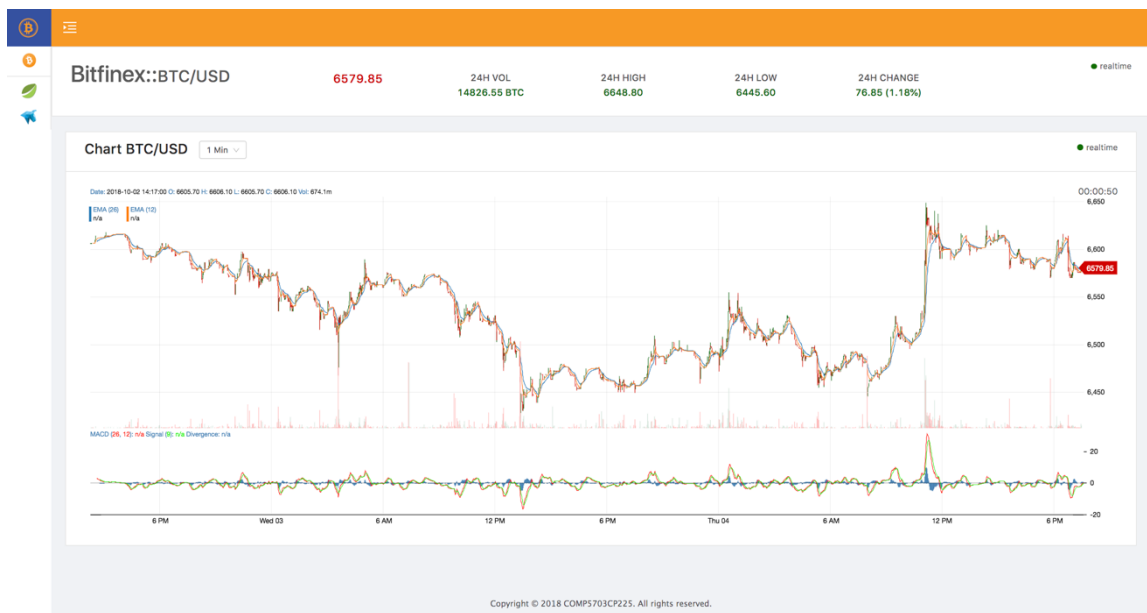 Bitfinex::BTC/USD
6579.85
24H VOL
14826.55 BTC
24H HIGH
6648.80
24H LOW
6445.60
24H CHANGE
76.85 (1.18%)
realtime
Chart BTC/USD
1 Min
realtime
Date: 2018-10-02 14:17:00 O: 6605.70 H: 6606.10 L: 6605.70 C: 6606.10 Vol: 674.1m
00:00:50
EMA (26)
n/a
EMA (12)
n/a
6,650
6,600
6579.85
6,550
6,500
6,450
MACD (26, 12): n/a Signal (9): n/a Divergence: n/a
20
0
-20
6 PM
Wed 03
6 AM
12 PM
6 PM
Thu 04
6 AM
12 PM
6 PM
Copyright © 2018 COMP5703CP225. All rights reserved.